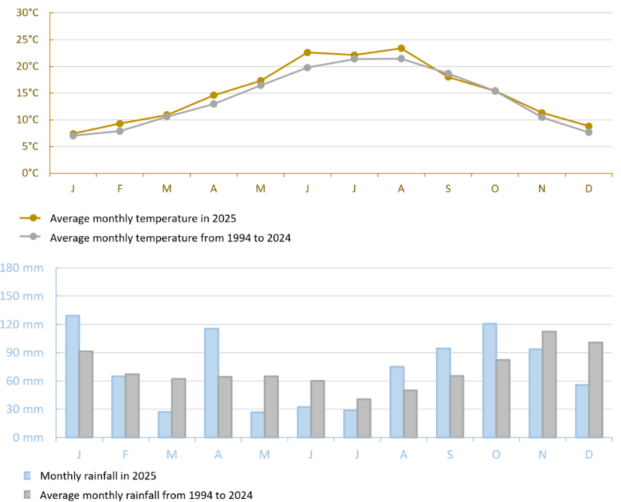 30°C
25°C
20°C
15°C
10°C
5°C
0°C
J F M A M J J A S O N D
Average monthly temperature in 2025
Average monthly temperature from 1994 to 2024
180 mm
150 mm
120 mm
90 mm
60 mm
30 mm
0 mm
J F M A M J J A S O N D
Monthly rainfall in 2025
Average monthly rainfall from 1994 to 2024